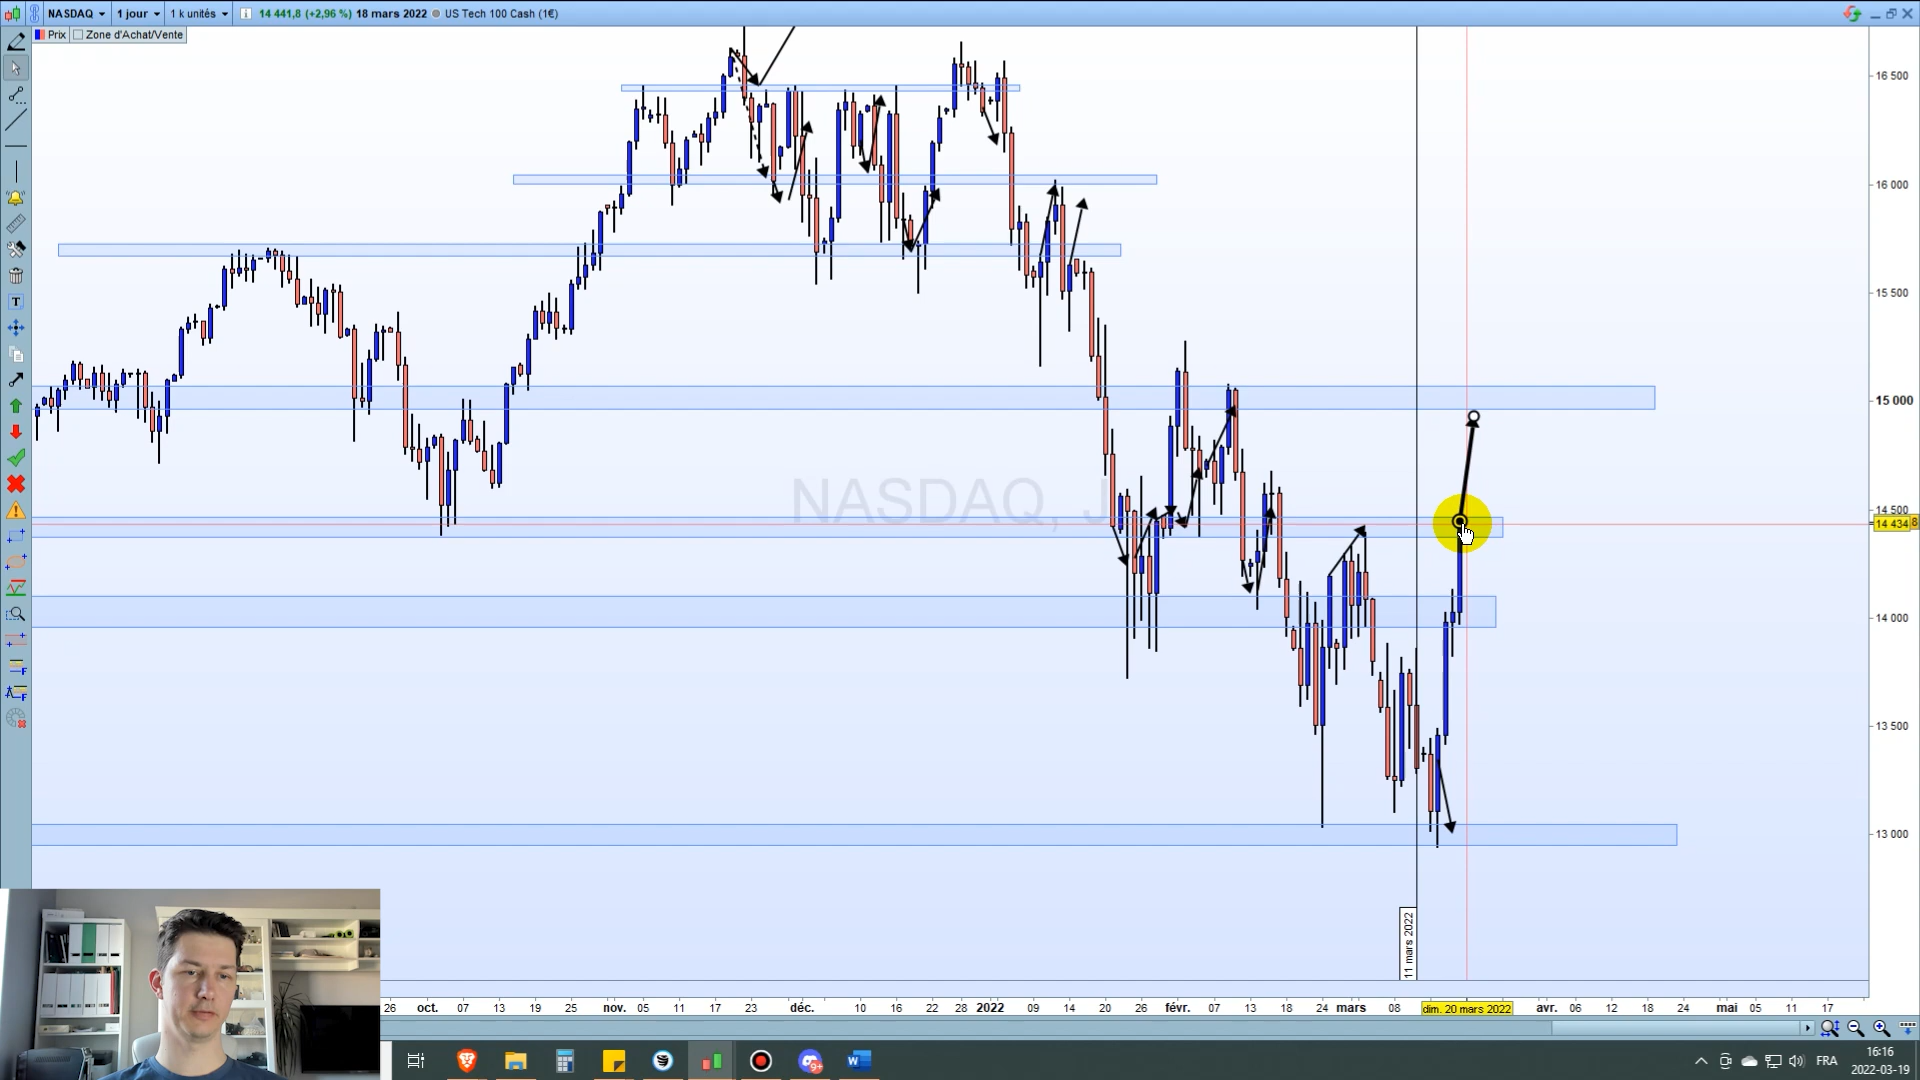 NASDAQ 1 jour 1 k unités 14 441,8 (+2,96 %) 18 mars 2022 US Tech 100 Cash (1€)
Prix Zone d'Achat/Vente
16 500
16 000
15 500
15 000
NASDAQ, J
14 500
14 434
14 000
13 500
13 000
11 mars 2022
26 oct. 07 13 19 25 nov. 05 11 17 23 déc. 10 16 22 28 2022 09 14 20 26 févr. 07 13 18 24 mars 08 dim. 20 mars 2022 avr. 06 12 18 24 mai 05 11 17
FRA 16:16
2022-03-19